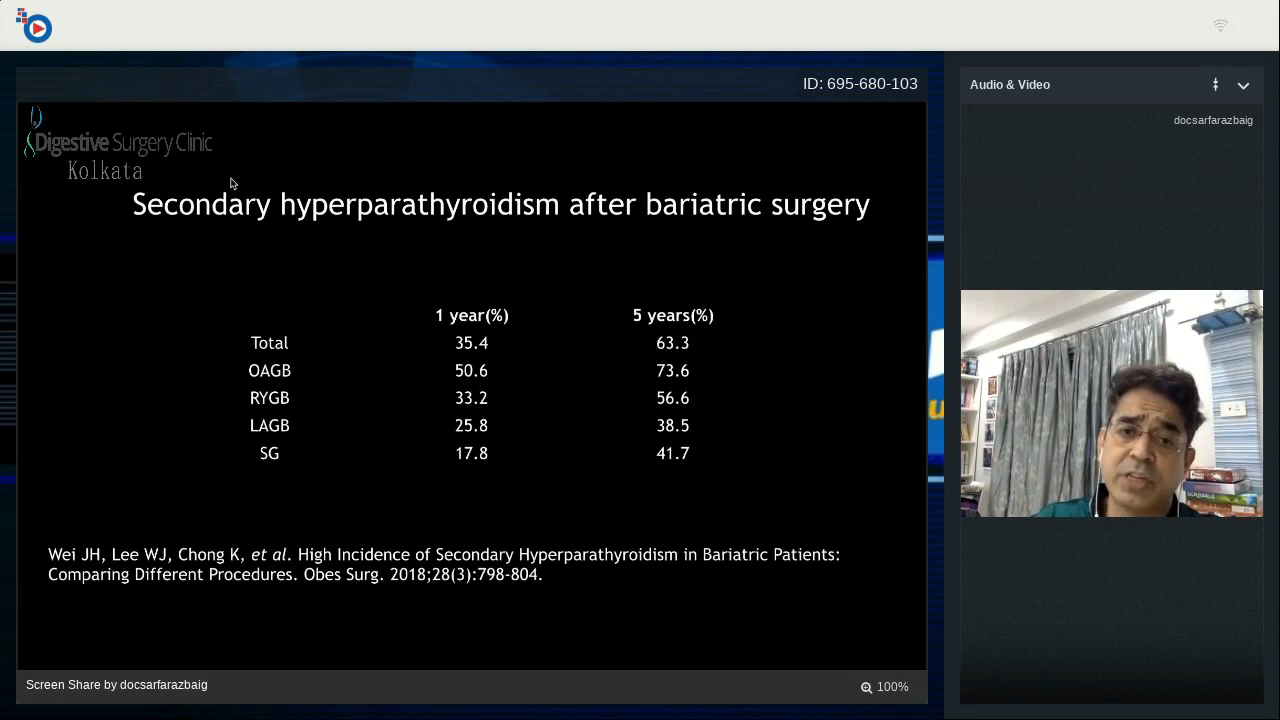 ID: 695-680-103
Audio & Video
docsarfarazbaig
Digestive Surgery Clinic
Kolkata
Secondary hyperparathyroidism after bariatric surgery
1 year(%) 5 years(%)
Total 35.4 63.3
OAGB 50.6 73.6
RYGB 33.2 56.6
LAGB 25.8 38.5
SG 17.8 41.7
SCRABBLE
Wei JH, Lee WJ, Chong K, et al. High Incidence of Secondary Hyperparathyroidism in Bariatric Patients:
Comparing Different Procedures. Obes Surg. 2018;28(3):798-804.
Screen Share by docsarfarazbaig
100%